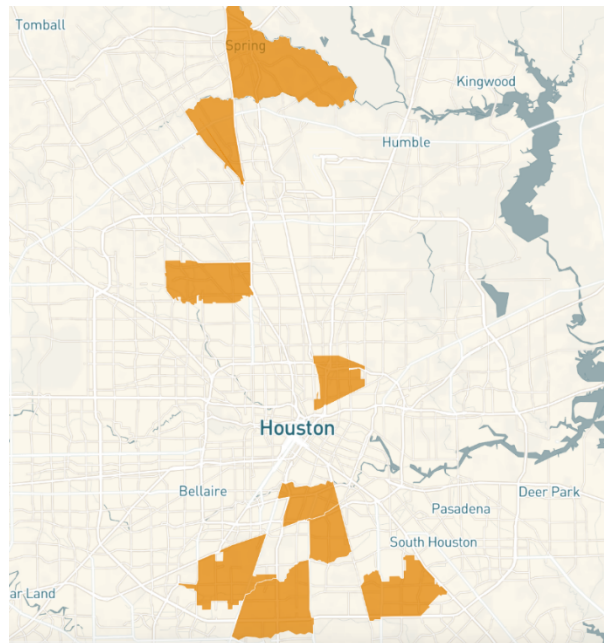 Tomball
Spring
Kingwood
Humble
Houston
Bellaire
Deer Park
Pasadena
South Houston
ar Land